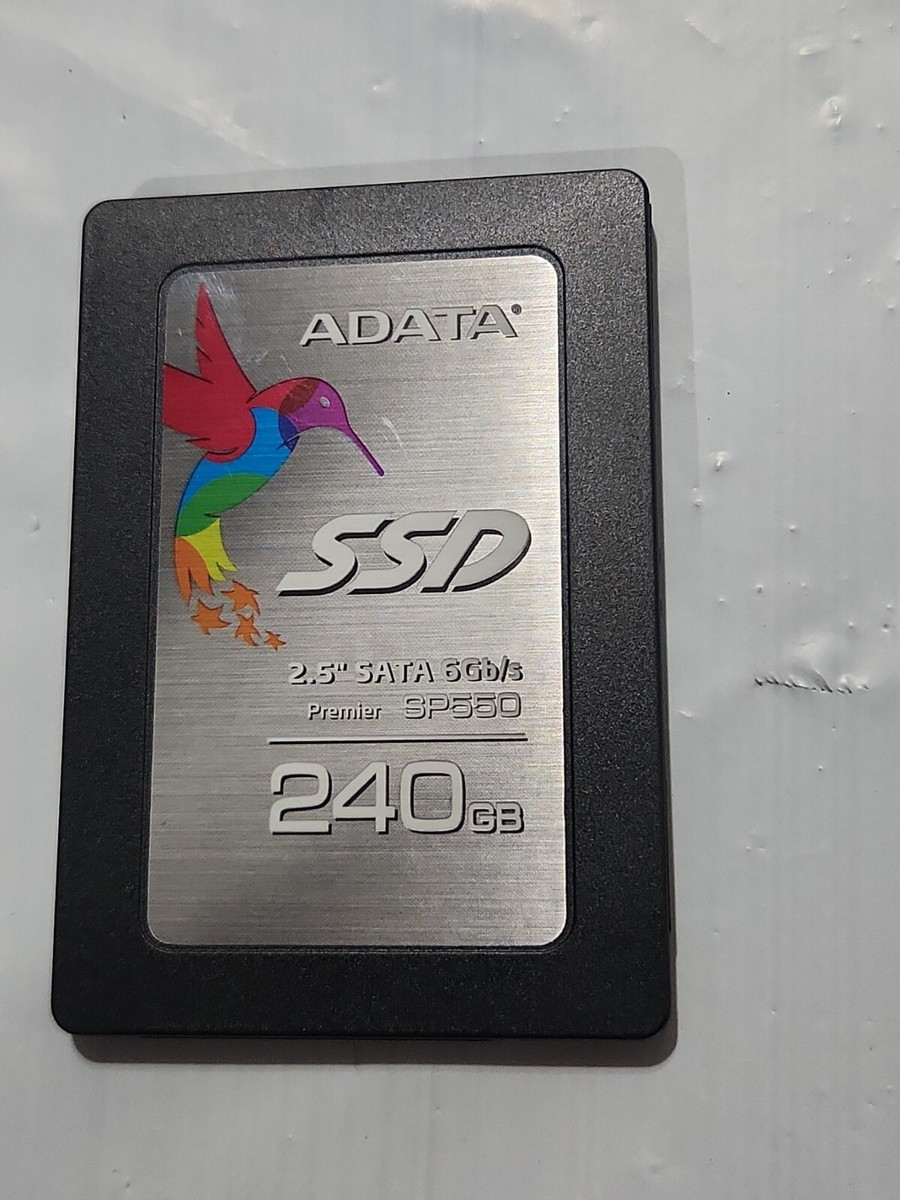 ADATA®
SSD
2.5" SATA 6Gb/s
Premier SP550
240GB